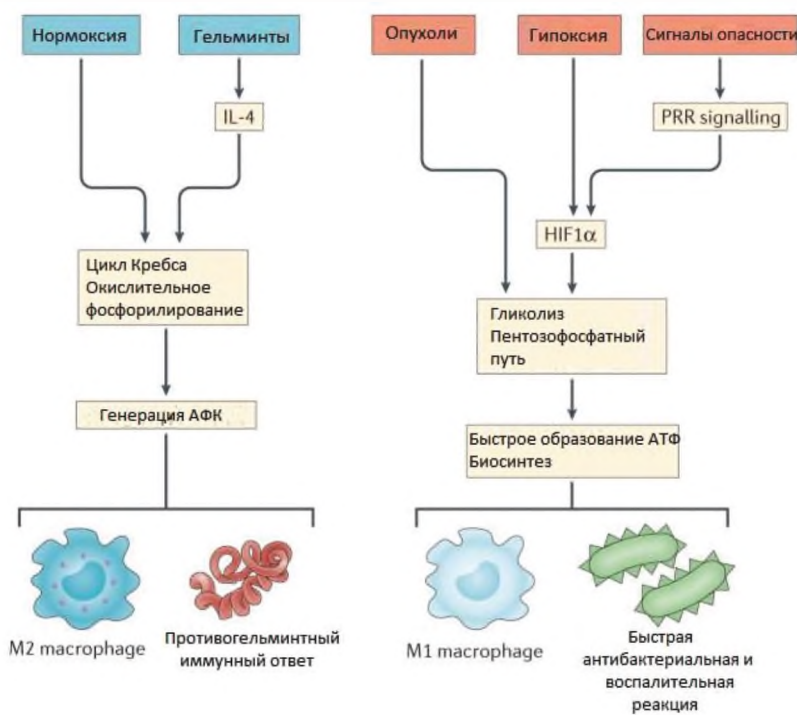 Нормоксия
Гельминты
Опухоли
Гипоксия
Сигналы опасности
IL-4
PRR signalling
HIF1α
Цикл Кребса
Окислительное
фосфорилирование
Гликолиз
Пентозофосфатный
путь
Генерация АФК
Быстрое образование АТФ
Биосинтез
M2 macrophage
Противогельминтный
иммунный ответ
M1 macrophage
Быстрая
антибактериальная и
воспалительная
реакция